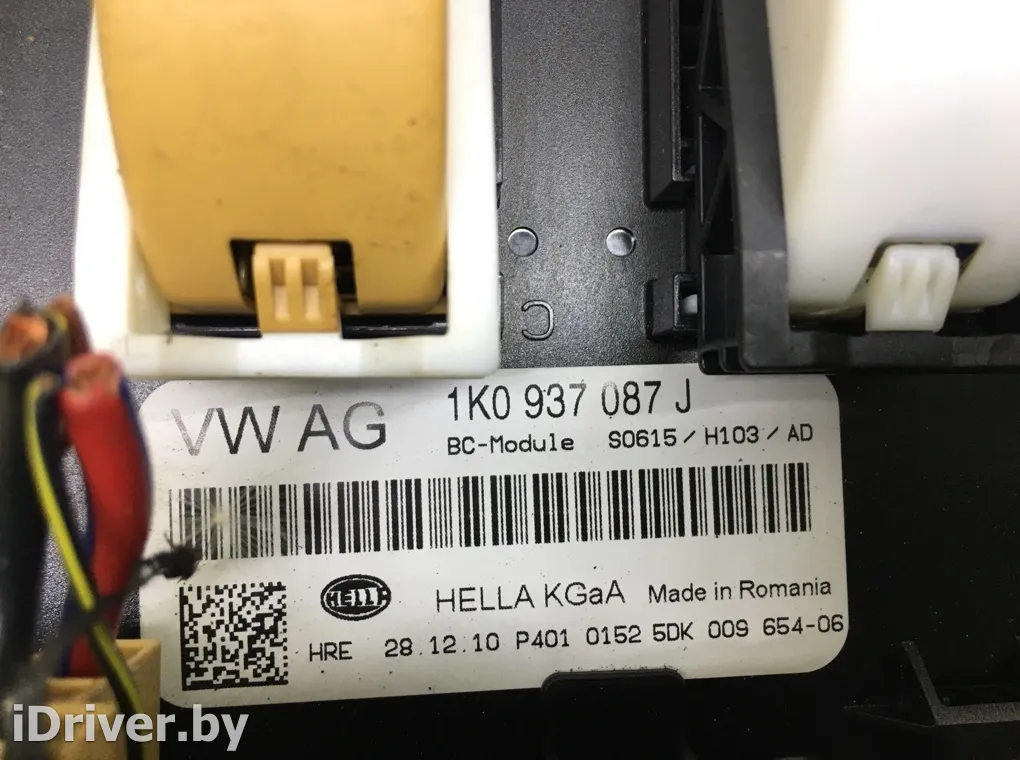 C
VW AG
1K0 937 087 J
BC-Module S0615 / H103 / AD
HELLA
HELLA KGaA Made in Romania
HRE 28.12.10 P401 0152 5DK 009 654-06
iDriver.by